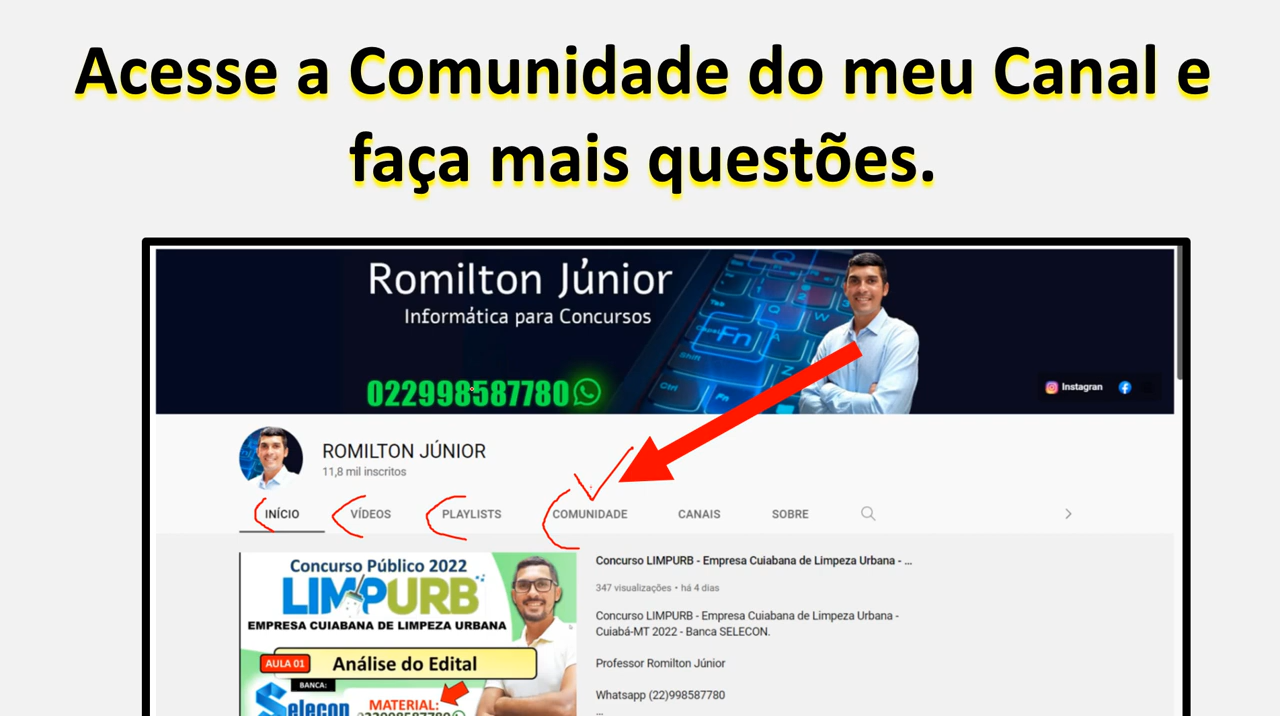 Acesse a Comunidade do meu Canal e
faça mais questões.
Romilton Júnior
Informática para Concursos
022998587780
Instagran
ROMILTON JÚNIOR
11,8 mil inscritos
INÍCIO VÍDEOS PLAYLISTS COMUNIDADE CANAIS SOBRE
Concurso Público 2022
LIMPURB
EMPRESA CUIABANA DE LIMPEZA URBANA
AULA 01 Análise do Edital
BANCA:
Selecon
MATERIAL:
022998587780
Concurso LIMPURB - Empresa Cuiabana de Limpeza Urbana - ...
347 visualizações • há 4 dias
Concurso LIMPURB - Empresa Cuiabana de Limpeza Urbana -
Cuiabá-MT 2022 - Banca SELECON.
Professor Romilton Júnior
Whatsapp (22)998587780
...